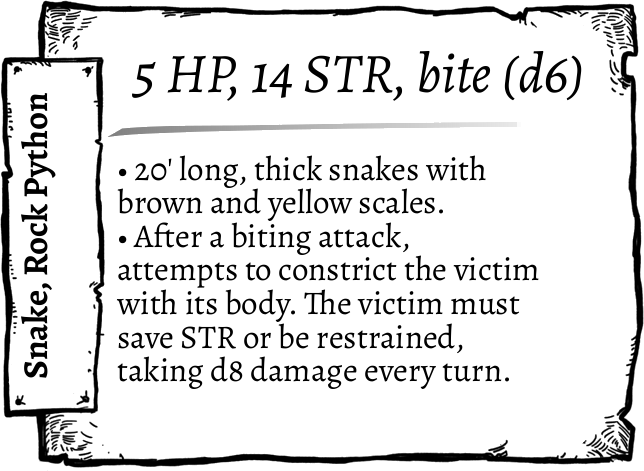 Snake, Rock Python
5 HP, 14 STR, bite (d6)
• 20' long, thick snakes with
brown and yellow scales.
• After a biting attack,
attempts to constrict the victim
with its body. The victim must
save STR or be restrained,
taking d8 damage every turn.